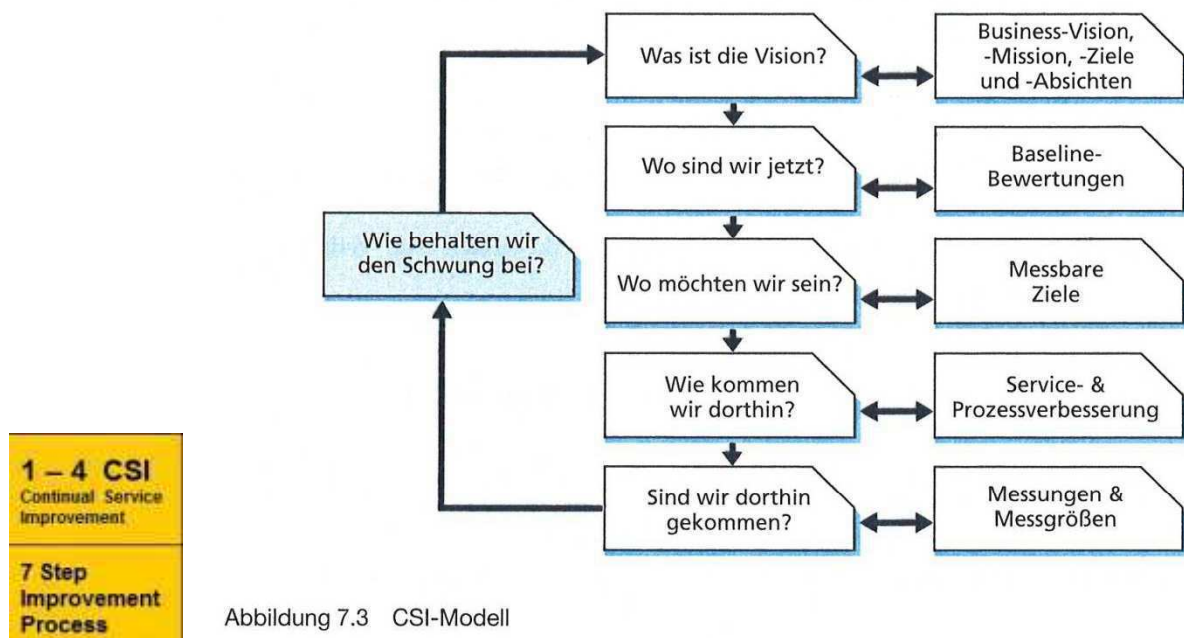 Was ist die Vision?
Business-Vision,
-Mission, -Ziele
und -Absichten
Wo sind wir jetzt?
Baseline-
Bewertungen
Wie behalten wir
den Schwung bei?
Wo möchten wir sein?
Messbare
Ziele
Wie kommen
wir dorthin?
Service- &
Prozessverbesserung
Sind wir dorthin
gekommen?
Messungen &
Messgrößen
1 – 4 CSI
Continual Service
Improvement
7 Step
Improvement
Process
Abbildung 7.3 CSI-Modell